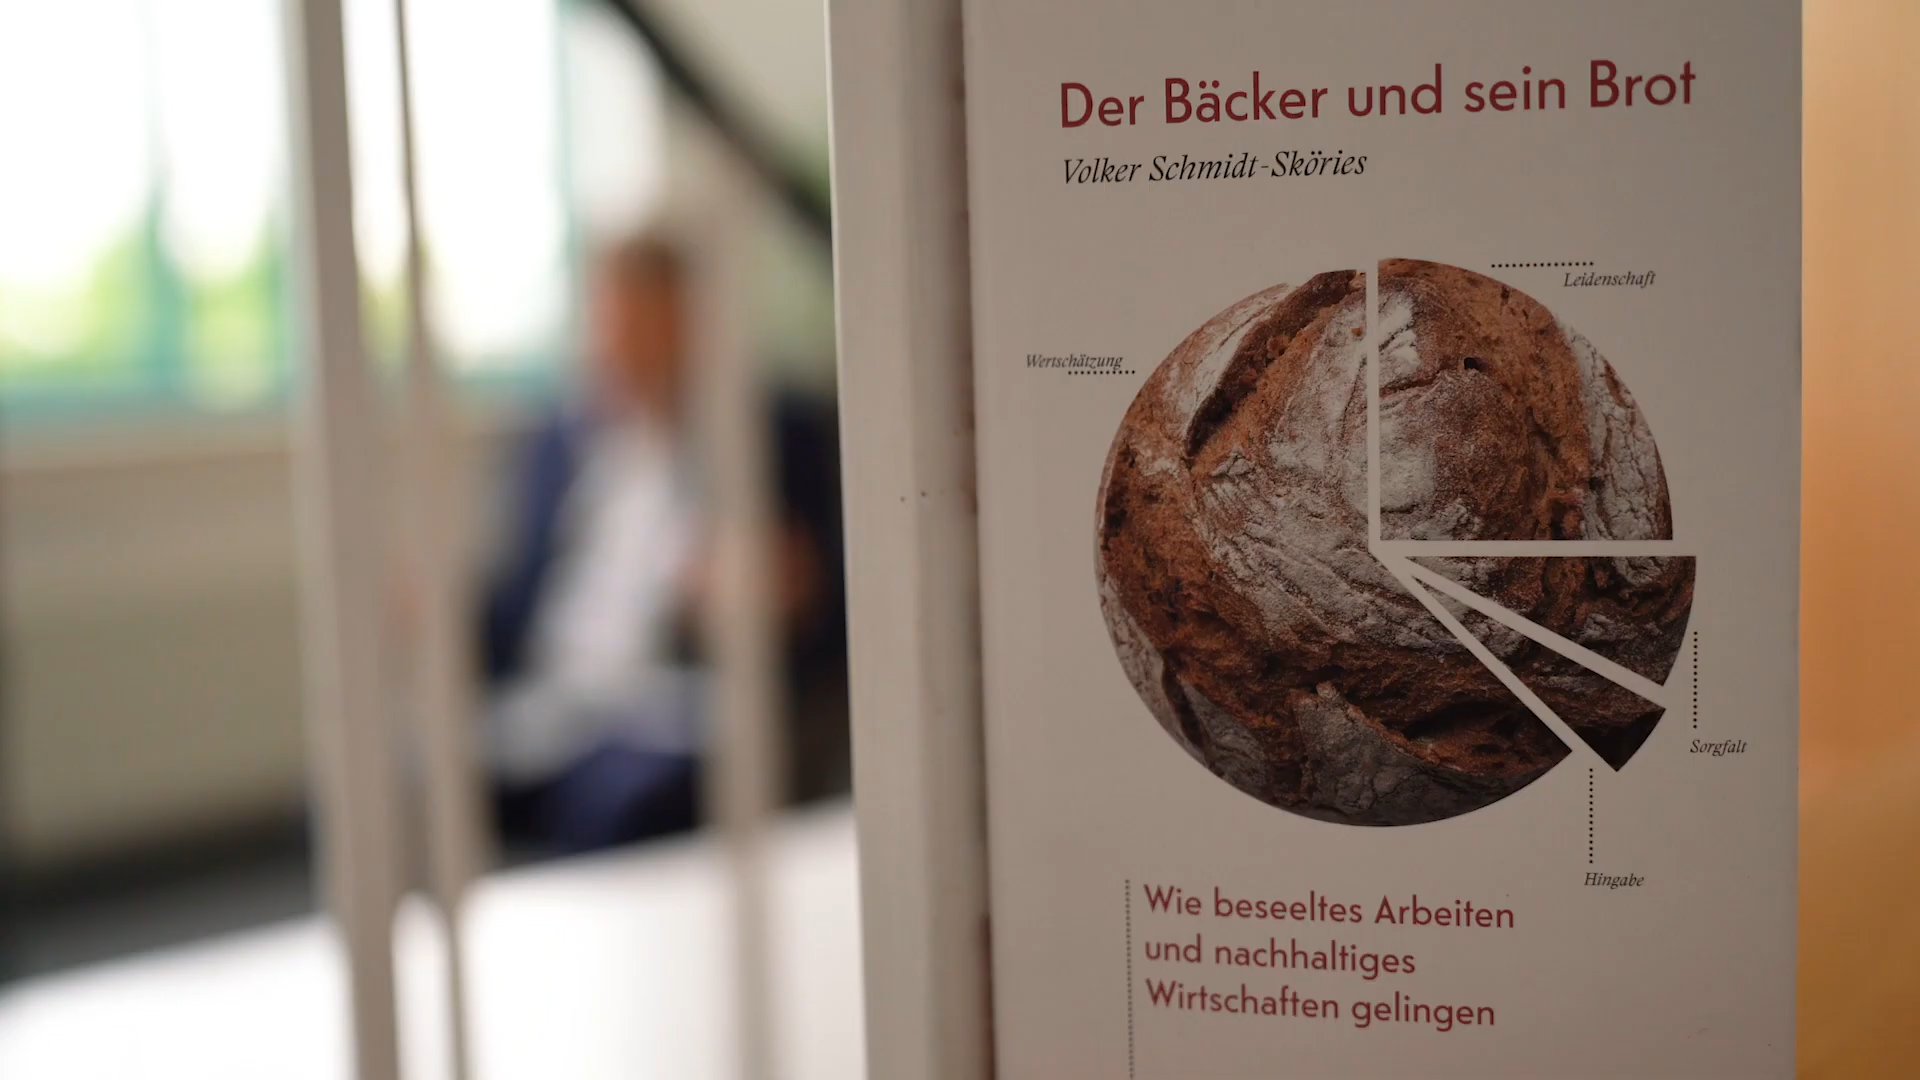 Der Bäcker und sein Brot
Volker Schmidt-Sköries
Leidenschaft
Wertschätzung
Sorgfalt
Hingabe
Wie beseeltes Arbeiten
und nachhaltiges
Wirtschaften gelingen